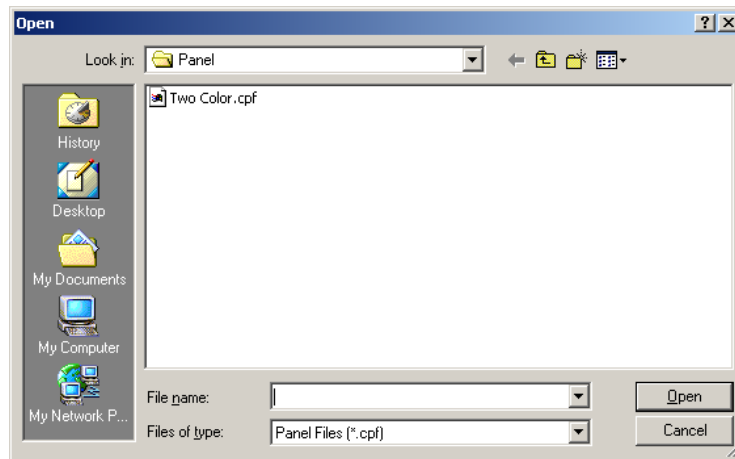 Open
Look in: Panel
Two Color.cpf
History
Desktop
My Documents
My Computer
My Network P...
File name:
Open
Files of type: Panel Files (*.cpf)
Cancel